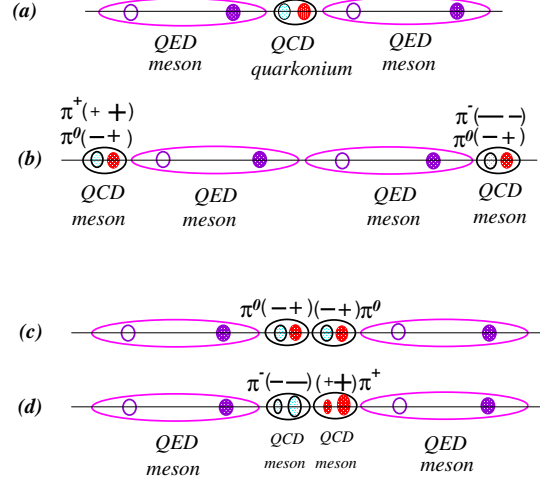 (a)
QED QCD QED
meson quarkonium meson
π⁺(+ +) π⁻(— –)
π⁰(– +) π⁰(– +)
(b)
QCD QED QED QCD
meson meson meson meson
(c) π⁰(– +) (– +)π⁰
(d) π⁻(– —) (+ +)π⁺
QED QCD QCD QED
meson meson meson meson